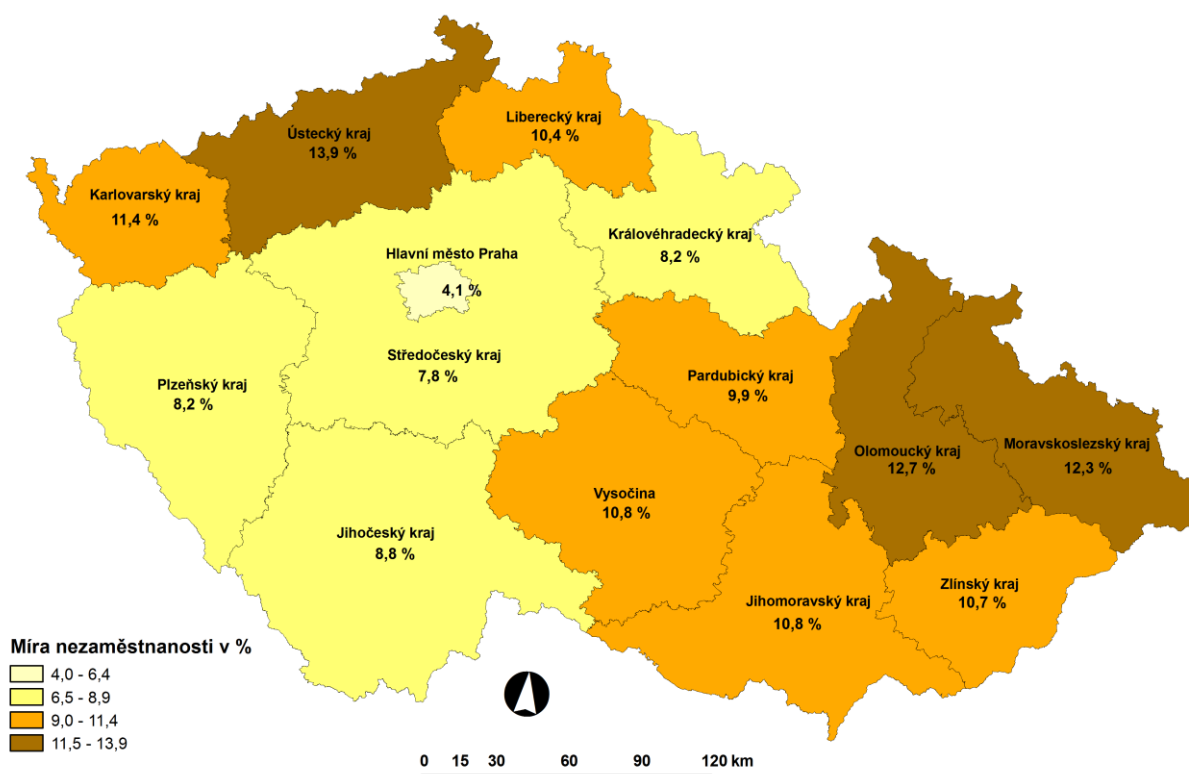 Liberecký kraj
10,4 %
Ústecký kraj
13,9 %
Karlovarský kraj
11,4 %
Královéhradecký kraj
8,2 %
Hlavní město Praha
4,1 %
Středočeský kraj
7,8 %
Plzeňský kraj
8,2 %
Pardubický kraj
9,9 %
Olomoucký kraj
12,7 %
Moravskoslezský kraj
12,3 %
Vysočina
10,8 %
Jihočeský kraj
8,8 %
Zlínský kraj
10,7 %
Jihomoravský kraj
10,8 %
Míra nezaměstnanosti v %
4,0 - 6,4
6,5 - 8,9
9,0 - 11,4
11,5 - 13,9
0 15 30 60 90 120 km